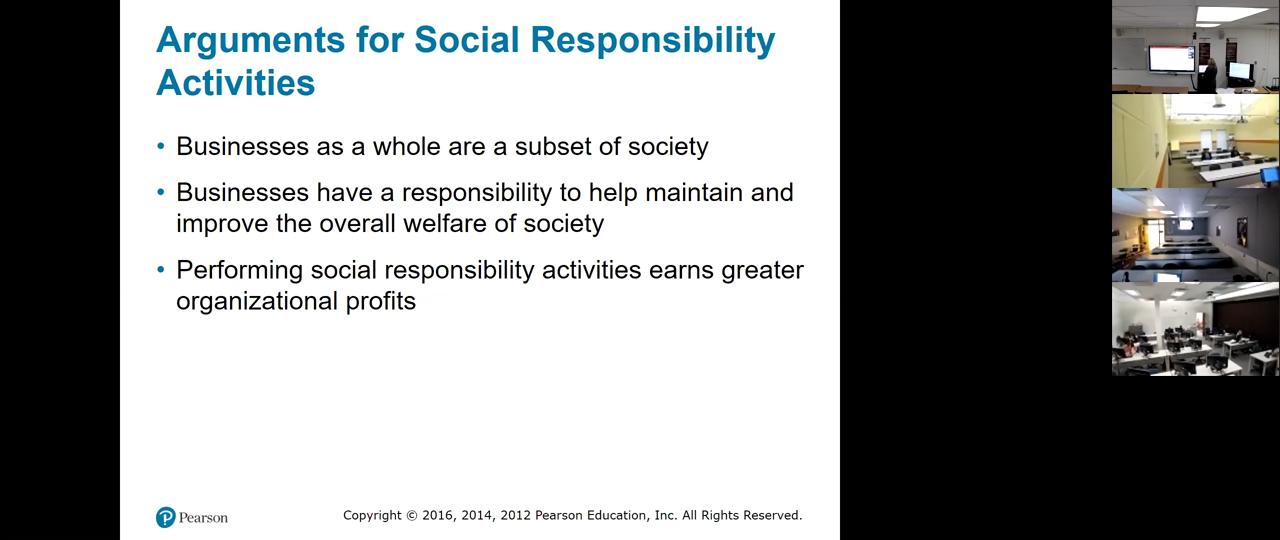 Arguments for Social Responsibility
Activities
• Businesses as a whole are a subset of society
• Businesses have a responsibility to help maintain and
improve the overall welfare of society
• Performing social responsibility activities earns greater
organizational profits
Pearson
Copyright © 2016, 2014, 2012 Pearson Education, Inc. All Rights Reserved.